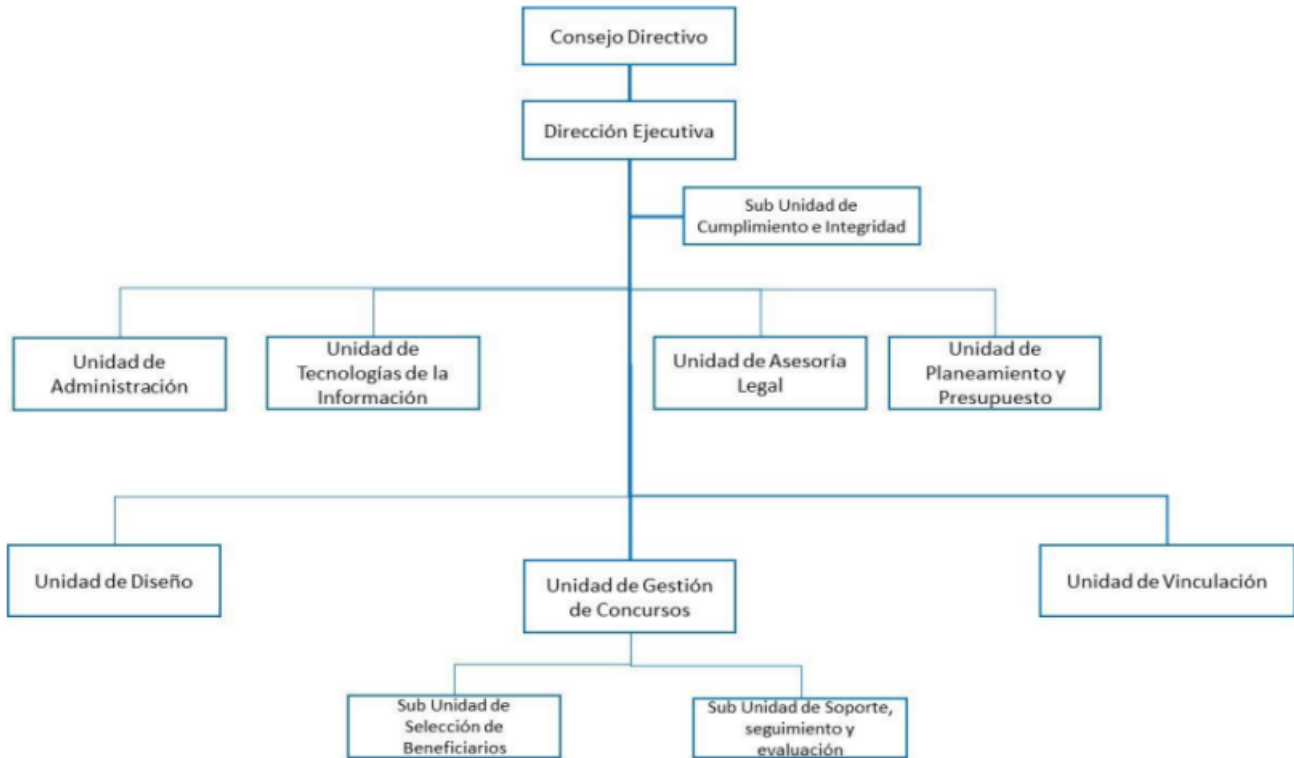 Consejo Directivo
Dirección Ejecutiva
Sub Unidad de
Cumplimiento e Integridad
Unidad de
Administración
Unidad de
Tecnologías de la
Información
Unidad de Asesoría
Legal
Unidad de
Planeamiento y
Presupuesto
Unidad de Diseño
Unidad de Gestión
de Concursos
Unidad de Vinculación
Sub Unidad de
Selección de
Beneficiarios
Sub Unidad de Soporte,
seguimiento y
evaluación